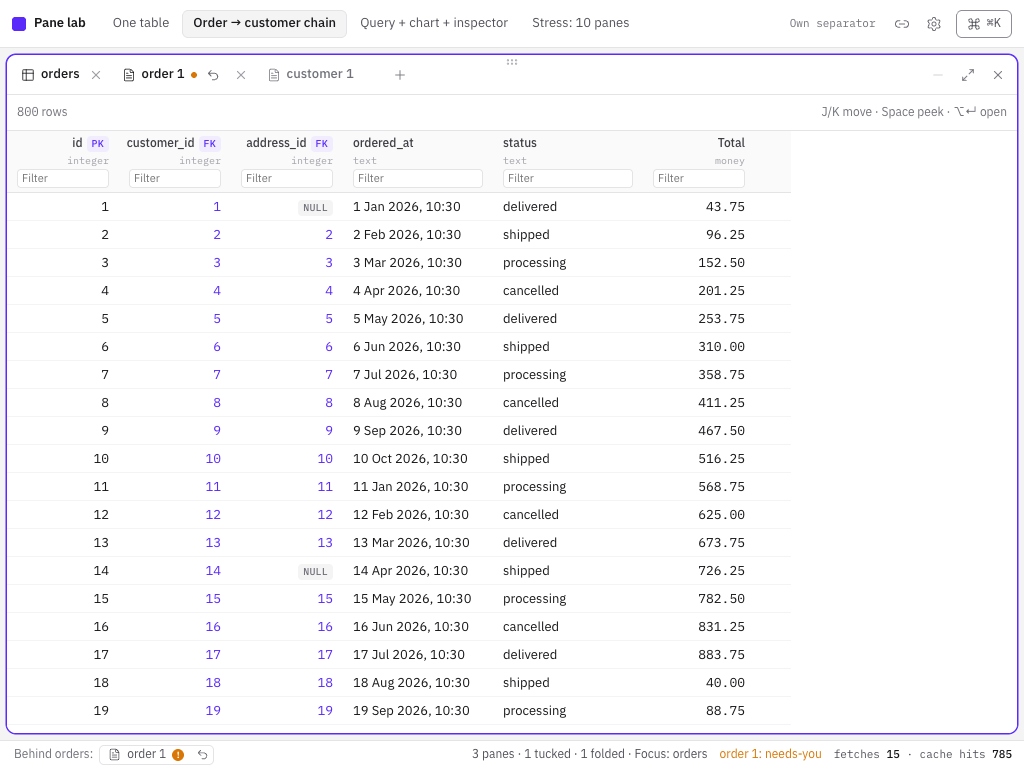 Pane lab One table Order → customer chain Query + chart + inspector Stress: 10 panes Own separator ⌘ ⌘K
orders order 1 customer 1
800 rows J/K move · Space peek · ⌥↵ open
id PK customer_id FK address_id FK ordered_at status Total
integer integer integer text text money
Filter Filter Filter Filter Filter Filter
1 1 NULL 1 Jan 2026, 10:30 delivered 43.75
2 2 2 2 Feb 2026, 10:30 shipped 96.25
3 3 3 3 Mar 2026, 10:30 processing 152.50
4 4 4 4 Apr 2026, 10:30 cancelled 201.25
5 5 5 5 May 2026, 10:30 delivered 253.75
6 6 6 6 Jun 2026, 10:30 shipped 310.00
7 7 7 7 Jul 2026, 10:30 processing 358.75
8 8 8 8 Aug 2026, 10:30 cancelled 411.25
9 9 9 9 Sep 2026, 10:30 delivered 467.50
10 10 10 10 Oct 2026, 10:30 shipped 516.25
11 11 11 11 Jan 2026, 10:30 processing 568.75
12 12 12 12 Feb 2026, 10:30 cancelled 625.00
13 13 13 13 Mar 2026, 10:30 delivered 673.75
14 14 NULL 14 Apr 2026, 10:30 shipped 726.25
15 15 15 15 May 2026, 10:30 processing 782.50
16 16 16 16 Jun 2026, 10:30 cancelled 831.25
17 17 17 17 Jul 2026, 10:30 delivered 883.75
18 18 18 18 Aug 2026, 10:30 shipped 40.00
19 19 19 19 Sep 2026, 10:30 processing 88.75
Behind orders: order 1 3 panes · 1 tucked · 1 folded · Focus: orders order 1: needs-you fetches 15 · cache hits 785